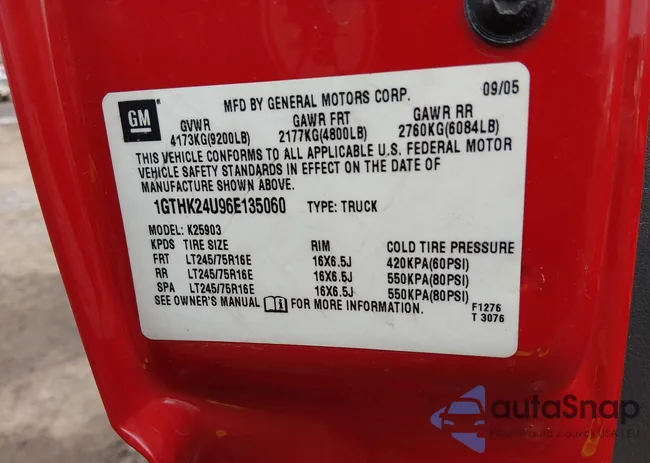 GM
MFD BY GENERAL MOTORS CORP. 09/05
GVWR GAWR FRT GAWR RR
4173KG(9200LB) 2177KG(4800LB) 2760KG(6084LB)
THIS VEHICLE CONFORMS TO ALL APPLICABLE U.S. FEDERAL MOTOR
VEHICLE SAFETY STANDARDS IN EFFECT ON THE DATE OF
MANUFACTURE SHOWN ABOVE.
1GTHK24U96E135060 TYPE: TRUCK
MODEL: K25903
KPDS TIRE SIZE RIM COLD TIRE PRESSURE
FRT LT245/75R16E 16X6.5J 420KPA(60PSI)
RR LT245/75R16E 16X6.5J 550KPA(80PSI)
SPA LT245/75R16E 16X6.5J 550KPA(80PSI)
SEE OWNER'S MANUAL FOR MORE INFORMATION.
F1276
T 3076
autaSnap